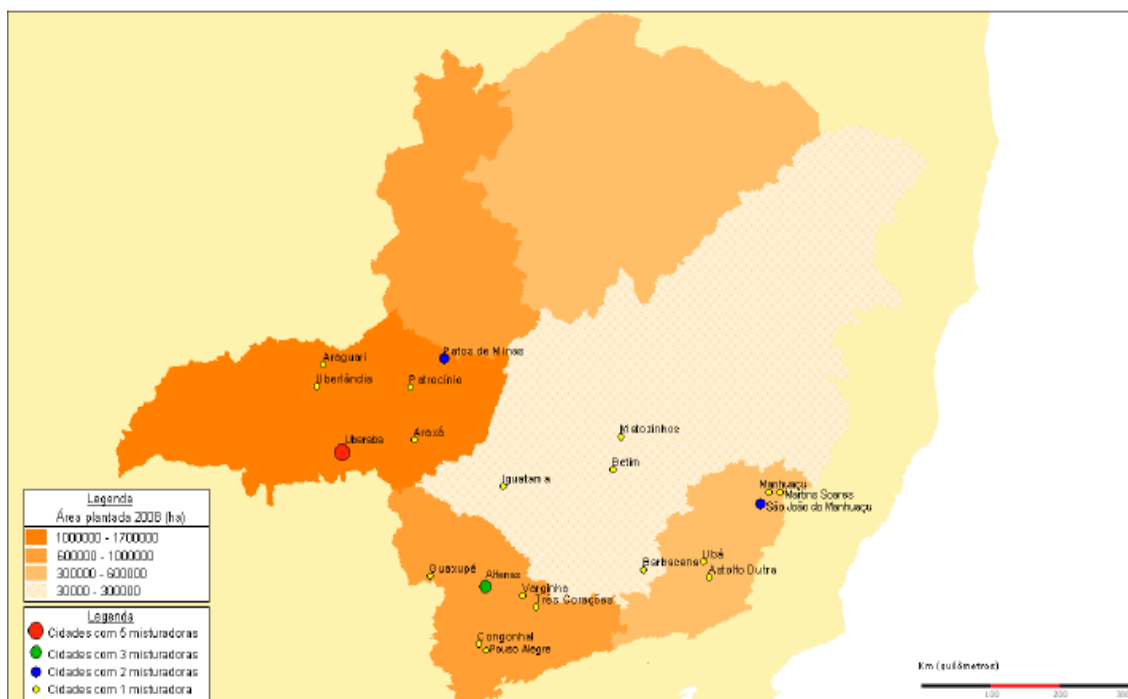 Patos de Minas
Araguari
Uberlândia
Patrocínio
Araxá
Uberaba
Matozinhos
Betim
Iguatama
Manhuaçu
Martins Soares
São João do Manhuaçu
Ubá
Barbacena
Astolfo Dutra
Guaxupé
Alfenas
Varginha
Três Corações
Congonhal
Pouso Alegre
Legenda
Área plantada 2008 (ha)
1000000 - 1700000
600000 - 1000000
300000 - 600000
30000 - 300000
Legenda
Cidades com 5 misturadoras
Cidades com 3 misturadoras
Cidades com 2 misturadoras
Cidades com 1 misturadora
Km (quilômetros)
100 200 300